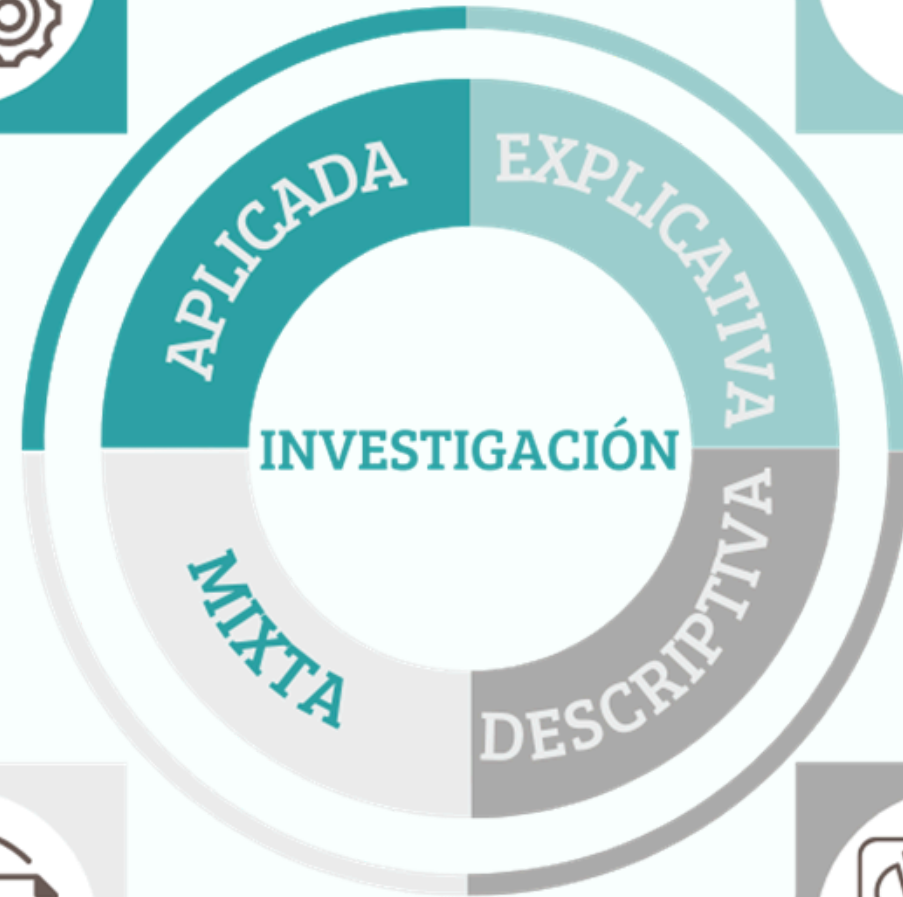 APLICADA
EXPLICATIVA
INVESTIGACIÓN
MIXTA
DESCRIPTIVA